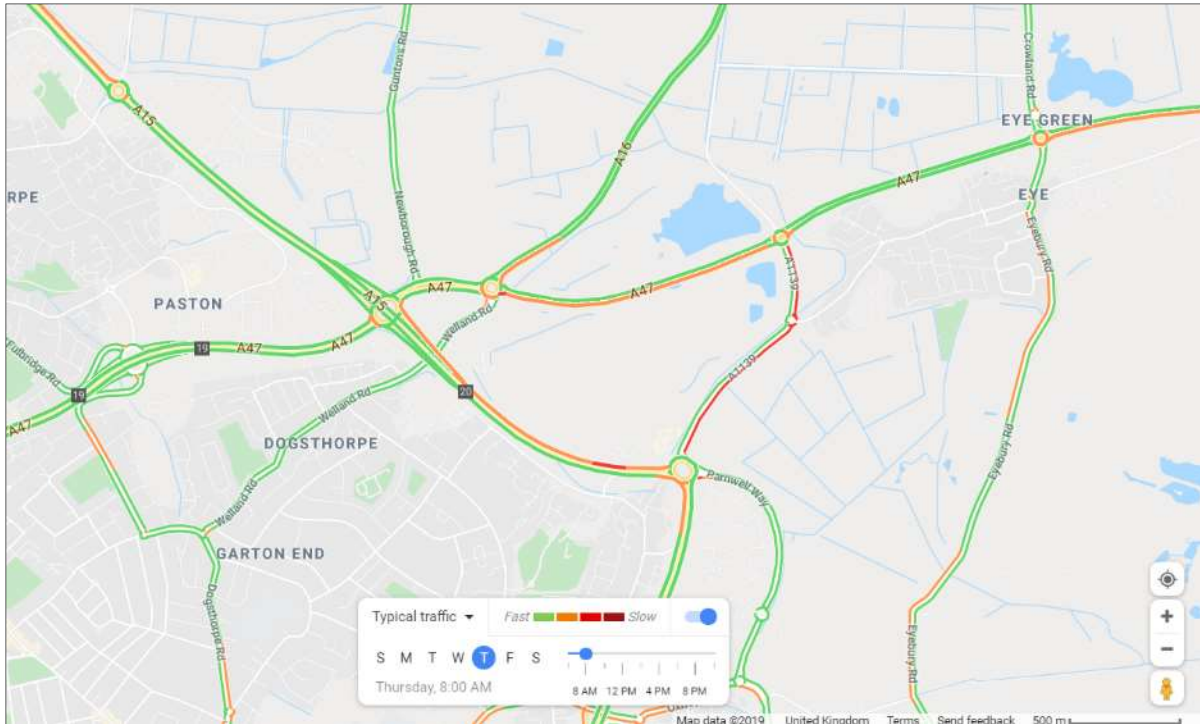 Crowland Rd
Guntons Rd
A15
EYE GREEN
A16
A47
RPE
EYE
Newborough Rd
Eyebury Rd
A1139
A47
A47
PASTON
A15
Welland Rd
19
A47
A47
Fulbridge Rd
A1139
19
20
Welland Rd
A47
DOGSTHORPE
Eyebury Rd
Parnwell Way
Welland Rd
GARTON END
Dogsthorpe Rd
Eyebury Rd
Typical traffic
Fast
Slow
S M T W T F S
Thursday, 8:00 AM
8 AM 12 PM 4 PM 8 PM
Map data ©2019 United Kingdom Terms Send feedback 500 m